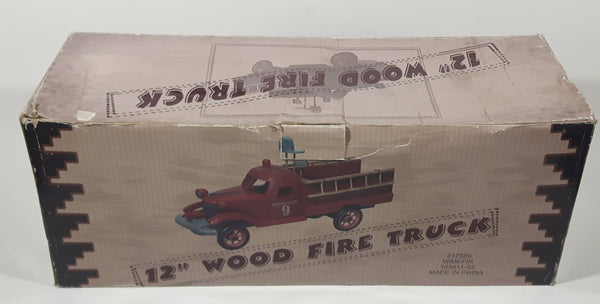 12" WOOD FIRE TRUCK
9
12" WOOD FIRE TRUCK
217589
WAN-FIR
105011-02
MADE IN CHINA